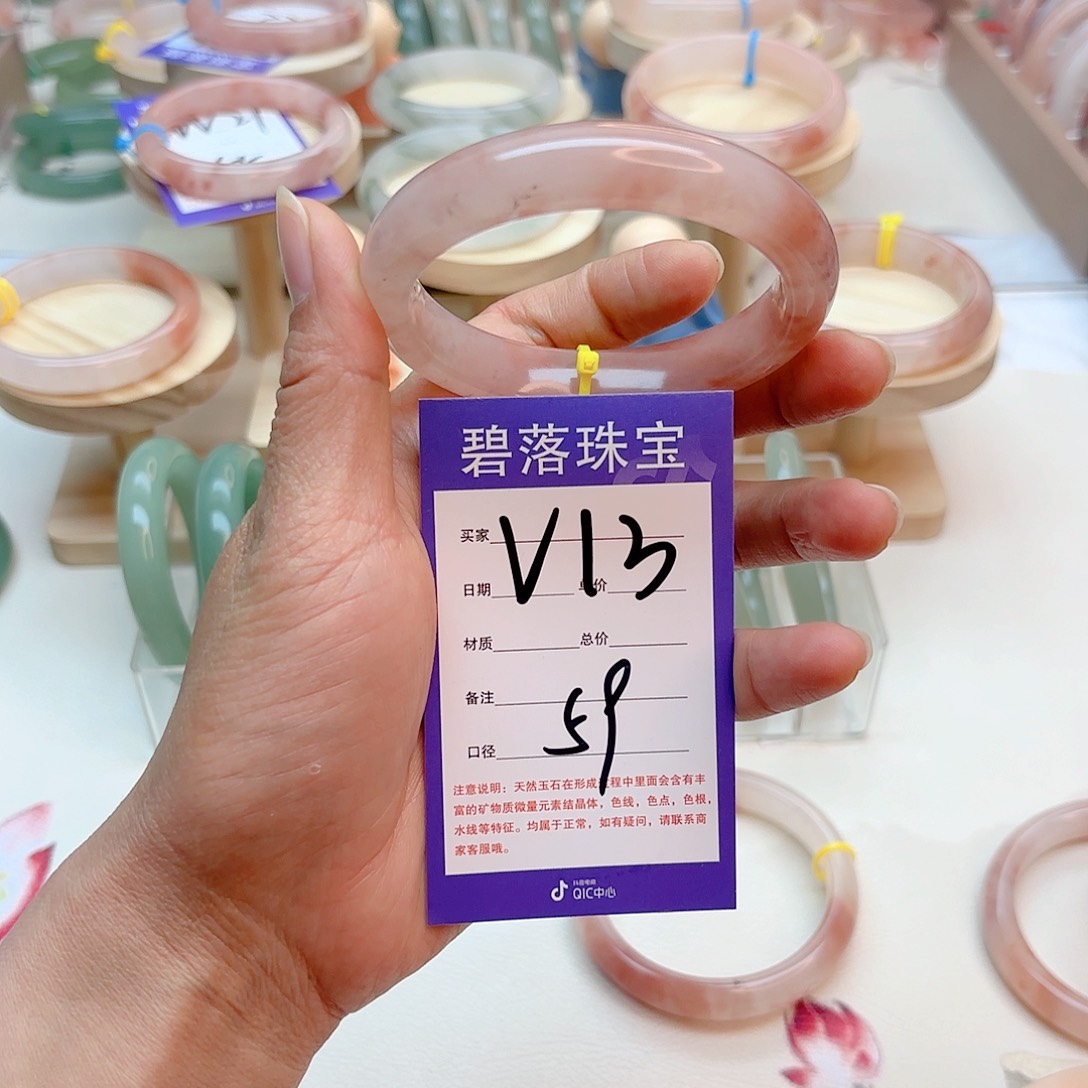 碧落珠宝
买家
V13
日期 单价
材质 总价
备注
59
口径
注意说明：天然玉石在形成过程中里面会含有丰
富的矿物质微量元素结晶体，色线，色点，色根，
水线等特征。均属于正常，如有疑问，请联系商
家客服哦。
抖音电商
QIC中心